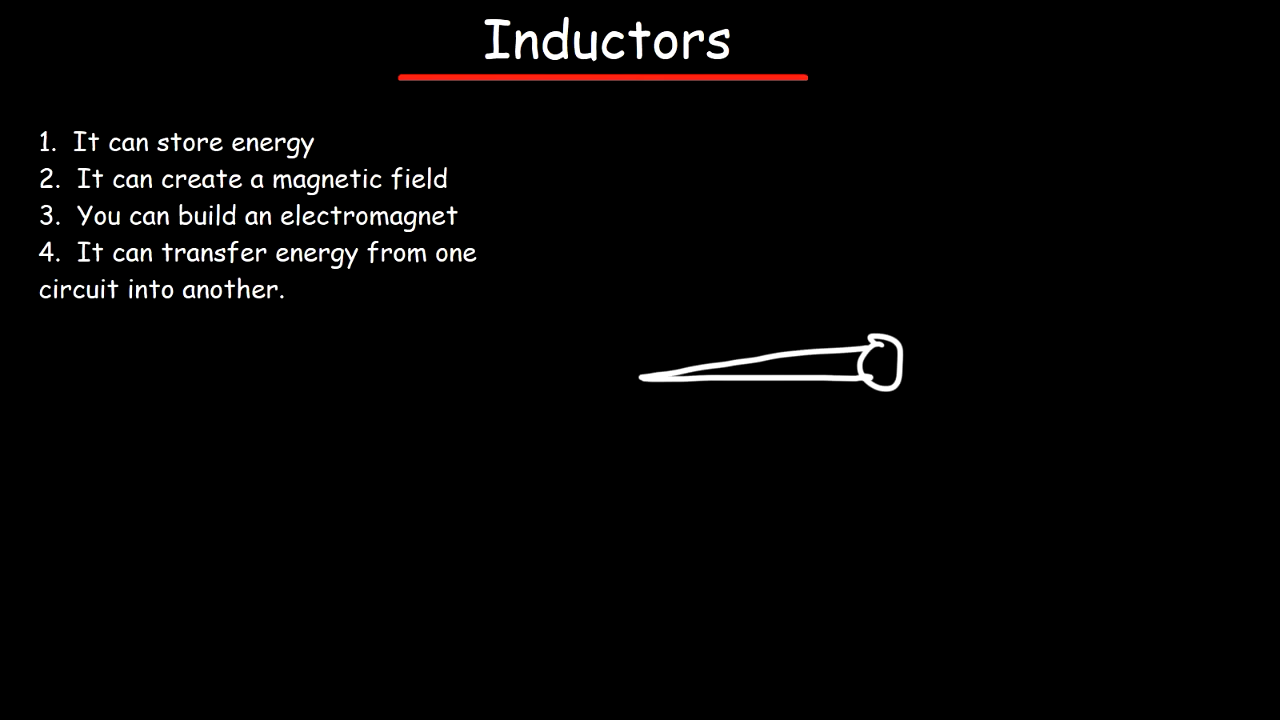 Inductors
1. It can store energy
2. It can create a magnetic field
3. You can build an electromagnet
4. It can transfer energy from one
circuit into another.